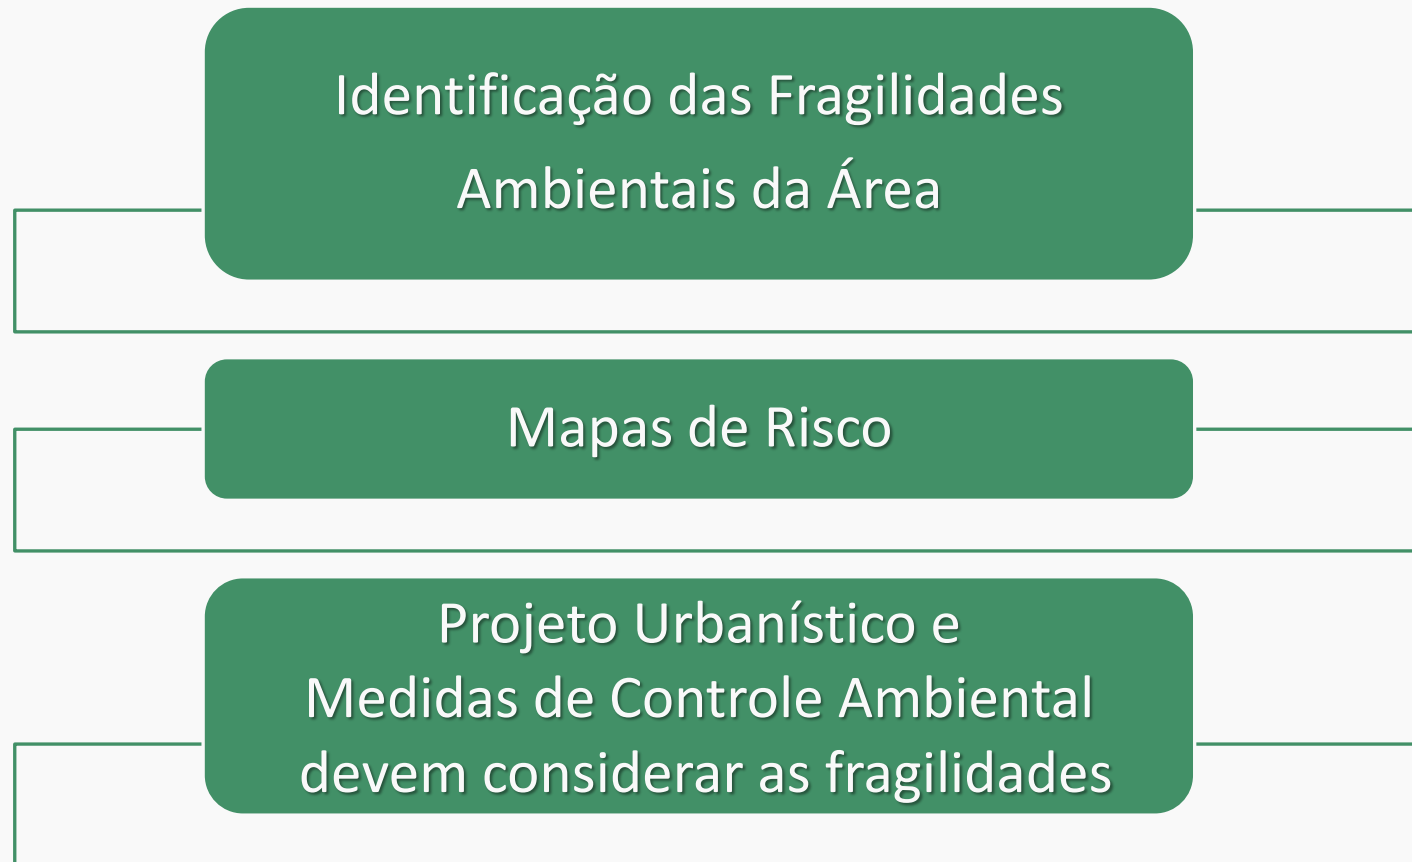 Identificação das Fragilidades
Ambientais da Área
Mapas de Risco
Projeto Urbanístico e
Medidas de Controle Ambiental
devem considerar as fragilidades